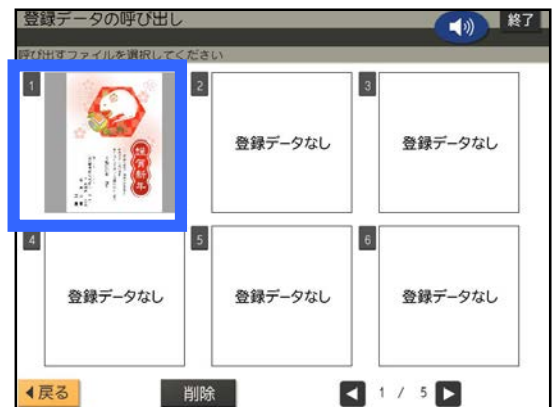 登録データの呼び出し
終了
呼び出すファイルを選択してください
1
謹賀新年
2
登録データなし
3
登録データなし
4
登録データなし
5
登録データなし
6
登録データなし
戻る
削除
1 / 5